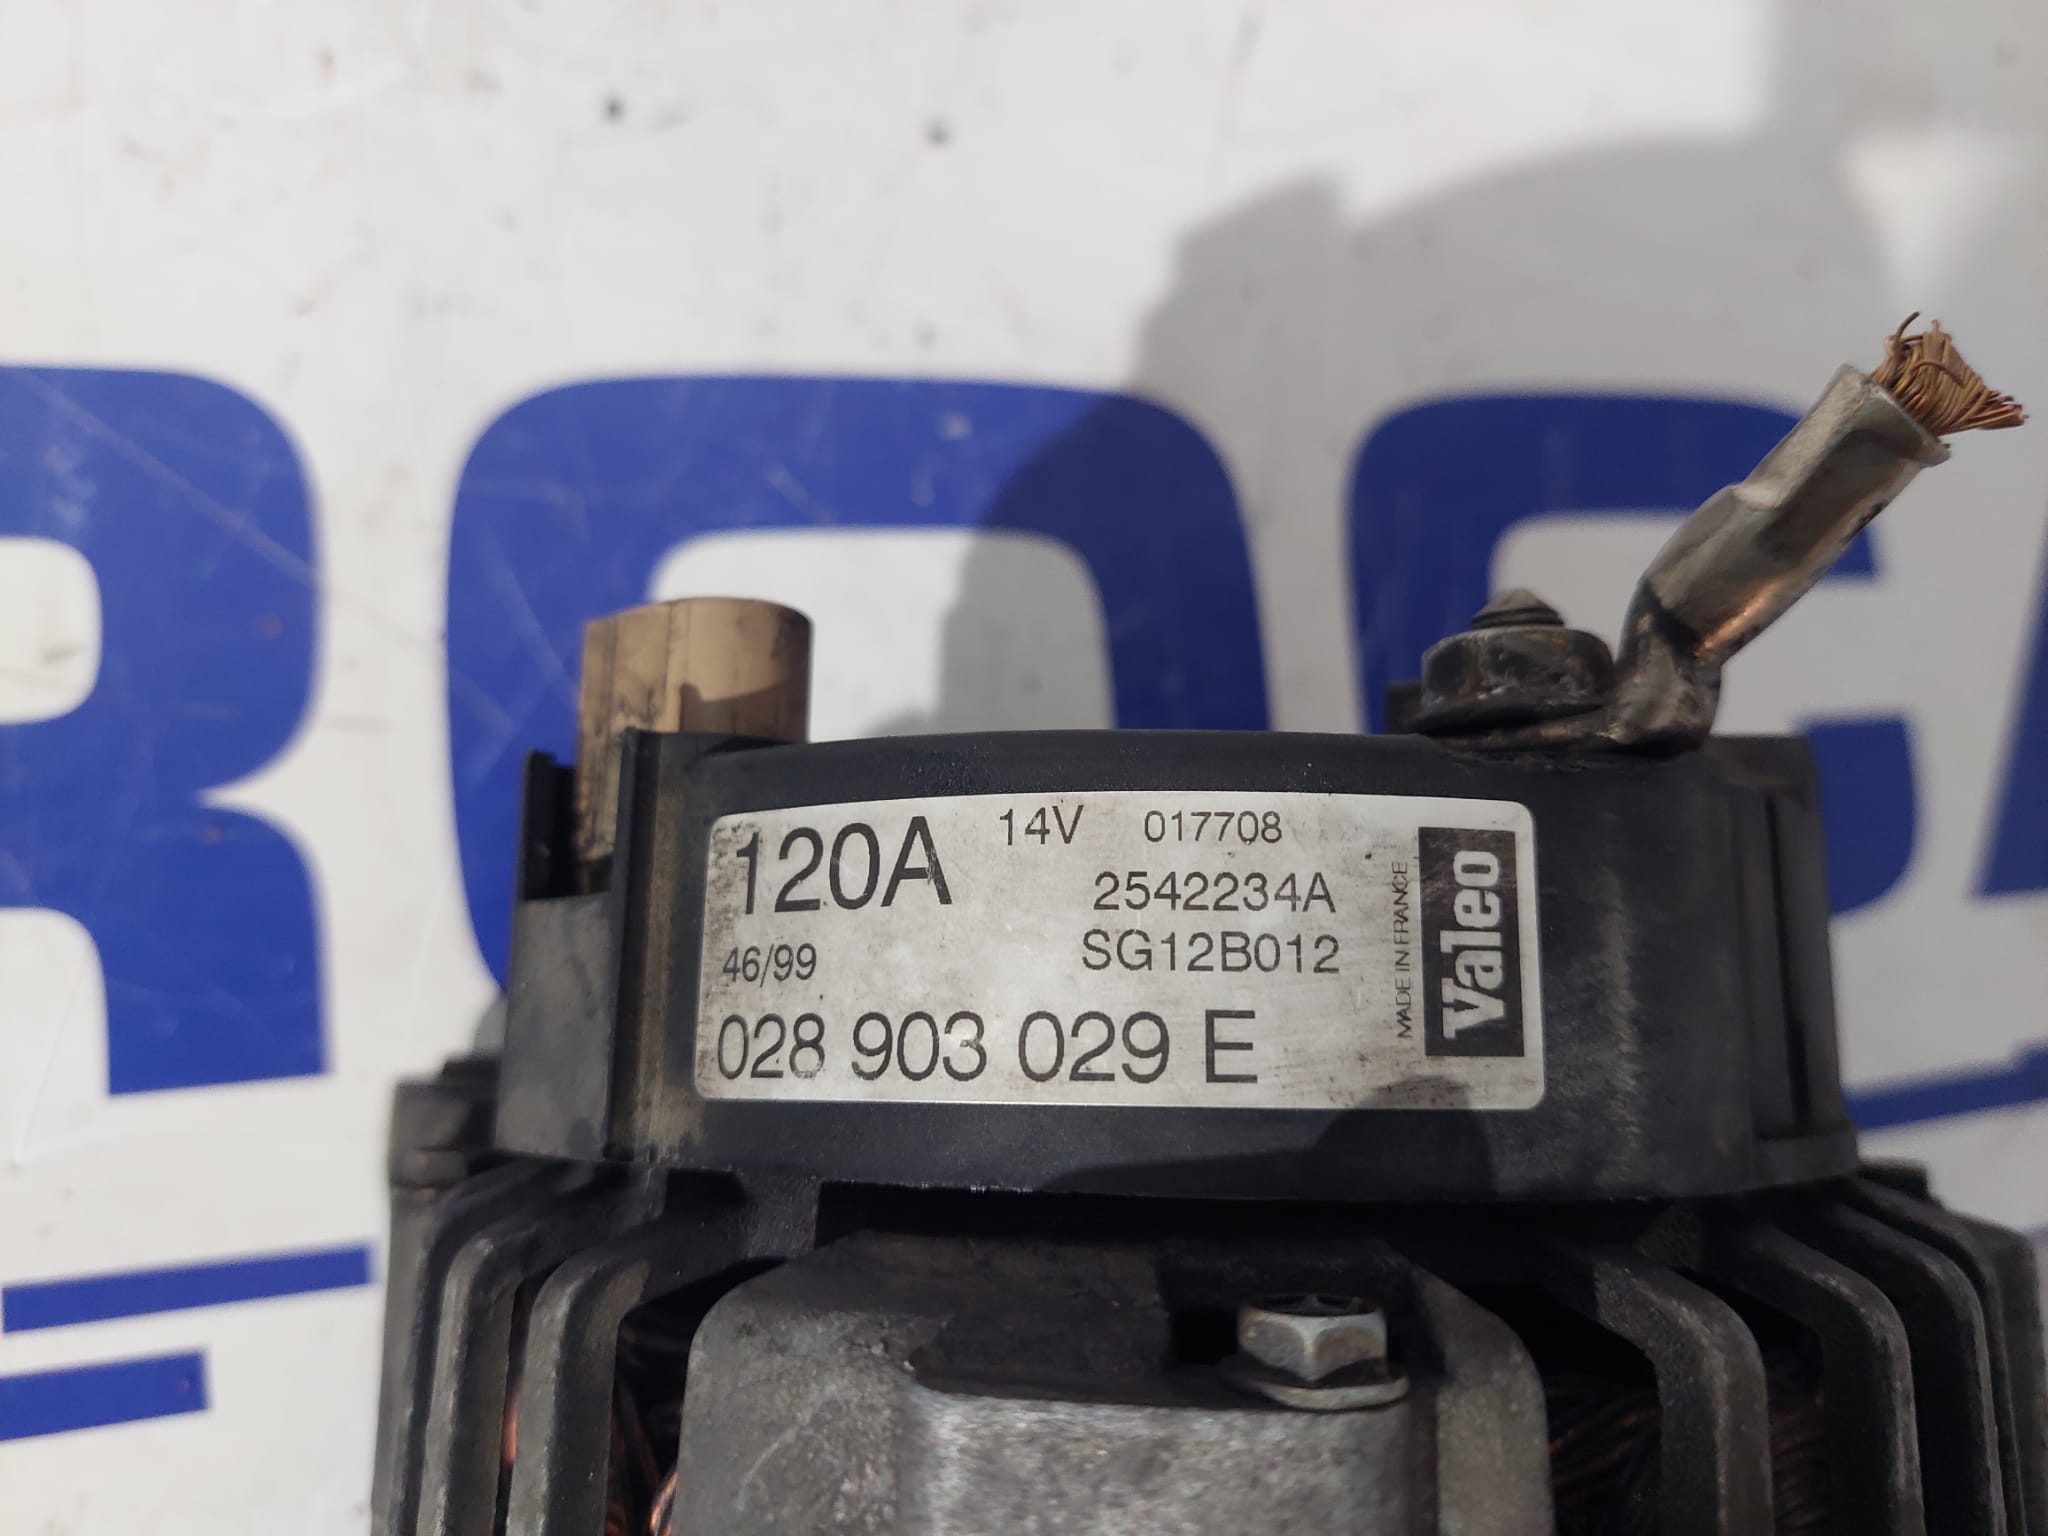 120A 14V 017708
2542234A
46/99 SG12B012
028 903 029 E
MADE IN FRANCE
Valeo